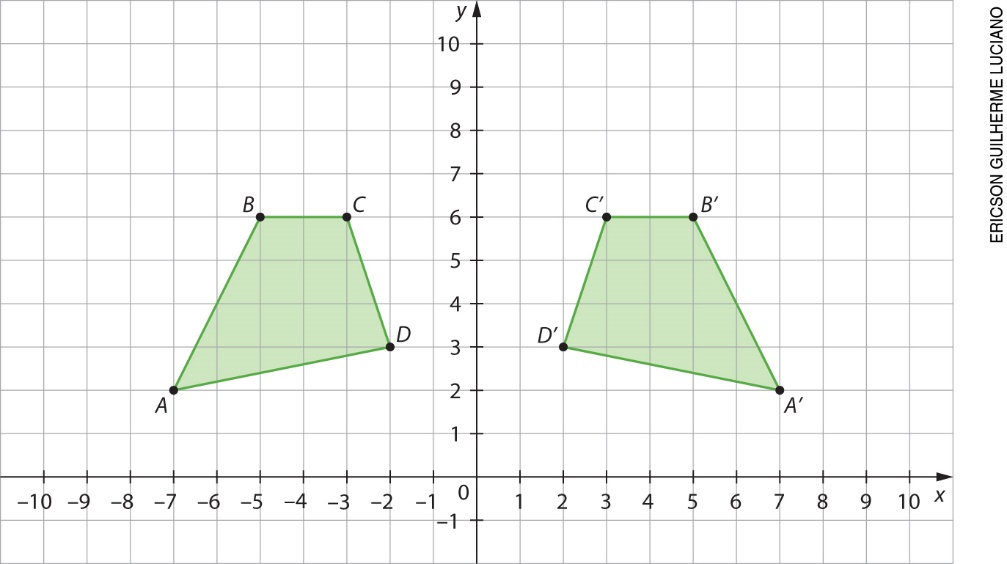 y
10
9
8
7
B C C′ B′
6
5
4
D D′
3
2
A A′
1
0
–10 –9 –8 –7 –6 –5 –4 –3 –2 –1 1 2 3 4 5 6 7 8 9 10 x
–1
ERICSON GUILHERME LUCIANO